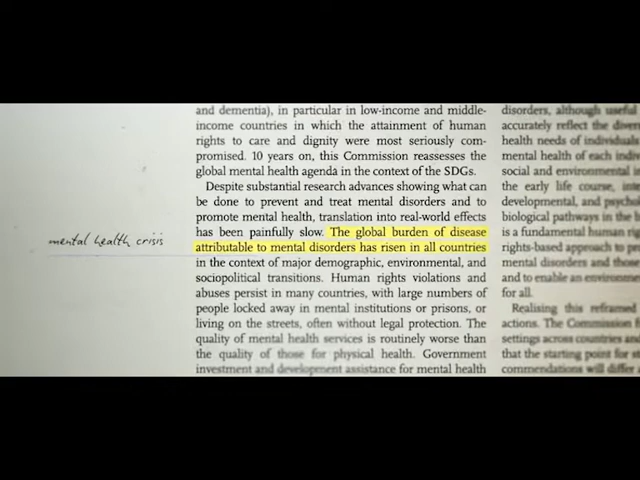 mental health crisis
and dementia), in particular in low-income and middle-
income countries in which the attainment of human
rights to care and dignity were most seriously com-
promised. 10 years on, this Commission reassesses the
global mental health agenda in the context of the SDGs.
Despite substantial research advances showing what can
be done to prevent and treat mental disorders and to
promote mental health, translation into real-world effects
has been painfully slow. The global burden of disease
attributable to mental disorders has risen in all countries
in the context of major demographic, environmental, and
sociopolitical transitions. Human rights violations and
abuses persist in many countries, with large numbers of
people locked away in mental institutions or prisons, or
living on the streets, often without legal protection. The
quality of mental health services is routinely worse than
the quality of those for physical health. Government
investment and development assistance for mental health
disorders, although useful
accurately reflect the
health needs of individuals
mental health of each
social and environmental
the early life course,
developmental, and
biological pathways in the
is a fundamental human
rights-based approach to
mental disorders and those
and to enable an
for all.
Realising this reframed
actions. The Commission
settings across countries and
that the starting point for
commendations will differ